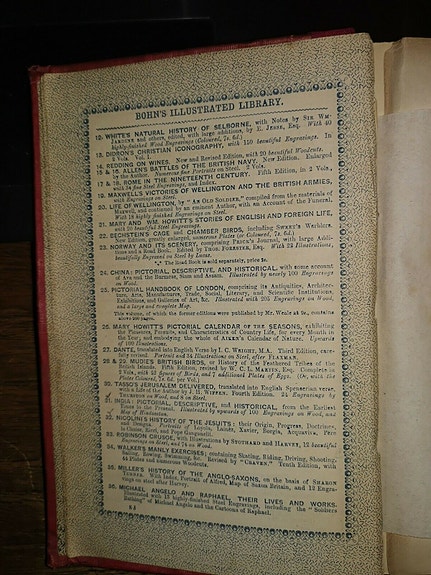 BOHN'S ILLUSTRATED LIBRARY.
12. WHITE'S NATURAL HISTORY OF SELBORNE, with Notes by SIR WM.
JARDINE and others, edited, with large additions, by E. JESSE, Esq. With 40
highly-finished Wood Engravings (Coloured, 7s. 6d.)
13. DIDRON'S CHRISTIAN ICONOGRAPHY, with 150 beautiful Engravings. In
2 Vols. Vol. I.
14. REDDING ON WINES. New and Revised Edition, with 20 beautiful Woodcuts.
15 & 16. ALLEN'S BATTLES OF THE BRITISH NAVY. New Edition. Enlarged
by the Author. Numerous fine Portraits on Steel. 2 Vols.
17 & 18. ROME IN THE NINETEENTH CENTURY. Fifth Edition, in 2 Vols.,
with 34 fine Steel Engravings, and Index.
19. MAXWELL'S VICTORIES OF WELLINGTON AND THE BRITISH ARMIES,
with Engravings on Steel.
20. LIFE OF WELLINGTON, by "AN OLD SOLDIER," compiled from the materials of
Maxwell, and continued by an eminent Author, with an Account of the Funeral.
With 18 highly finished Engravings on Steel.
21. MARY AND WM. HOWITT'S STORIES OF ENGLISH AND FOREIGN LIFE,
with 20 beautiful Steel Engravings.
22. BECHSTEIN'S CAGE and CHAMBER BIRDS, including SWEET'S Warblers.
New Edition, greatly enlarged, numerous Plates (or Coloured, 7s. 6d.)
23. NORWAY AND ITS SCENERY, comprising PRICE'S Journal, with large Addi-
tions and a Road Book. Edited by THOS. FORESTER, Esq. With 22 Illustrations,
beautifully Engraved on Steel by Lucas.
*** The Road Book is sold separately, price 2s.
24. CHINA: PICTORIAL, DESCRIPTIVE, AND HISTORICAL, with some account
of Ava and the Burmese, Siam and Anam. Illustrated by nearly 100 Engravings
on Wood.
25. PICTORIAL HANDBOOK OF LONDON, comprising its Antiquities, Architec-
ture, Arts, Manufactures, Trade, Social, Literary, and Scientific Institutions,
Exhibitions, and Galleries of Art, &c. Illustrated with 205 Engravings on Wood,
and a large and complete Map.
This volume, of which the former editions were published by Mr. Weale at 9s., contains
above 900 pages.
26. MARY HOWITT'S PICTORIAL CALENDAR OF THE SEASONS, exhibiting
the Pleasures, Pursuits, and Characteristics of Country Life, for every Month in
the Year; and embodying the whole of AIKEN'S Calendar of Nature. Upwards
of 100 Illustrations.
27. DANTE, translated into English Verse by I. C. WRIGHT, M.A. Third Edition, care-
fully revised. Portrait and 34 Illustrations on Steel, after FLAXMAN.
28 & 29. MUDIE'S BRITISH BIRDS, or History of the Feathered Tribes of the
British Islands. Fifth Edition, revised by W. C. L. MARTIN, Esq. Complete in
2 Vols, with 52 figures of Birds, and 7 additional Plates of Eggs. (Or, with the
Plates Coloured, 7s. 6d. per Vol.)
30. TASSO'S JERUSALEM DELIVERED, translated into English Spenserian verse,
with a Life of the Author by J. H. WIFFEN. Fourth Edition. 24 Engravings by
THURSTON on Wood, and 8 on Steel.
31. INDIA: PICTORIAL, DESCRIPTIVE, and HISTORICAL, from the Earliest
Times to the Present. Illustrated by upwards of 100 Engravings on Wood, and
Map of Hindoostan.
32. NICOLINI'S HISTORY OF THE JESUITS: their Origin, Progress, Doctrines,
and Designs. Portraits of Loyola, Lainès, Xavier, Borgia, Acquaviva, Père
la Chaise, Ricci, and Pope Ganganelli.
33. ROBINSON CRUSOE, with illustrations by STOTHARD and HARVEY, 12 beautiful
Engravings on Steel, and 74 on Wood.
34. WALKER'S MANLY EXERCISES; containing Skating, Riding, Driving, Shooting,
Sailing, Rowing, Swimming, &c. Revised by "CRAVEN." Tenth Edition, with
44 Plates and numerous Woodcuts.
35. MILLER'S HISTORY OF THE ANGLO-SAXONS, on the basis of SHARON
TURNER. With Index, Portrait of Alfred, Map of Saxon Britain, and 12 Engra-
vings on Steel after Harvey.
36. MICHAEL ANGELO AND RAPHAEL, THEIR LIVES AND WORKS.
Illustrated with 15 highly-finished Steel Engravings, including the "Soldiers
Bathing" of Michael Angelo and the Cartoons of Raphael.